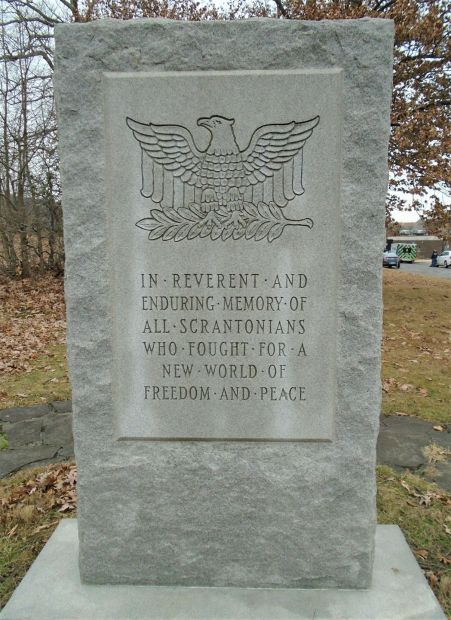 IN · REVERENT · AND
ENDURING · MEMORY · OF
ALL · SCRANTONIANS
WHO · FOUGHT · FOR · A
NEW · WORLD · OF
FREEDOM · AND · PEACE